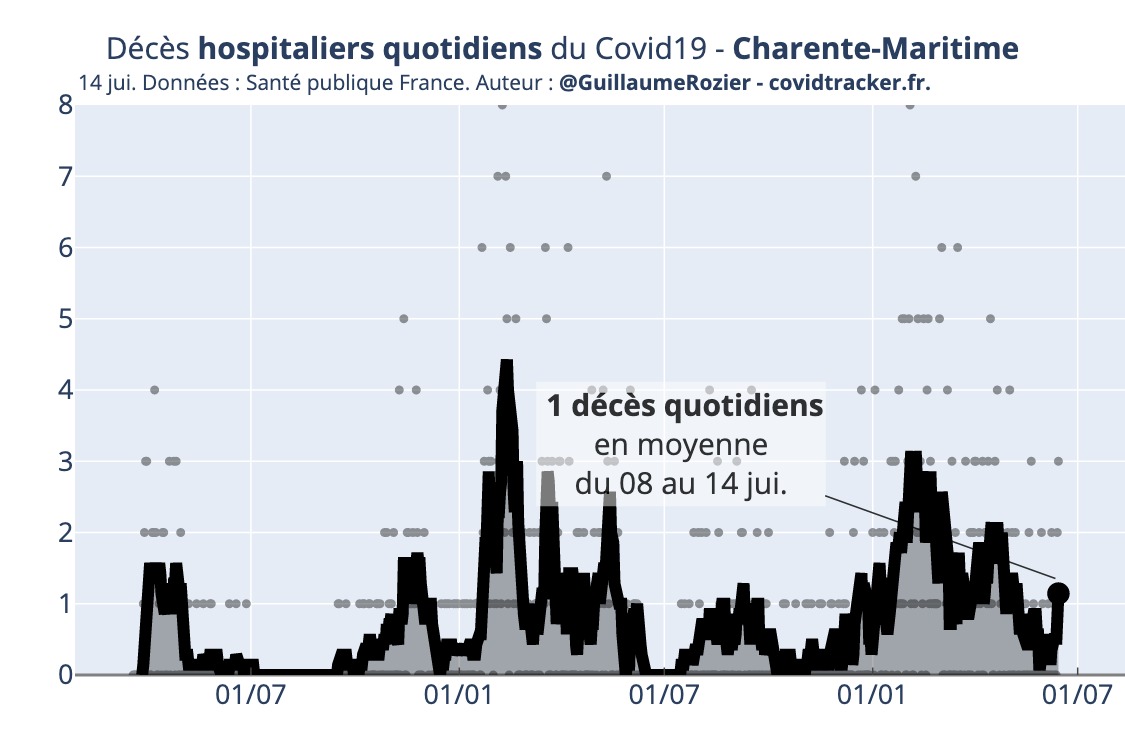 Décès hospitaliers quotidiens du Covid19 - Charente-Maritime
14 jui. Données : Santé publique France. Auteur : @GuillaumeRozier - covidtracker.fr.
8
7
6
5
4
1 décès quotidiens
en moyenne
3
du 08 au 14 jui.
2
1
0
01/07 01/01 01/07 01/01 01/07